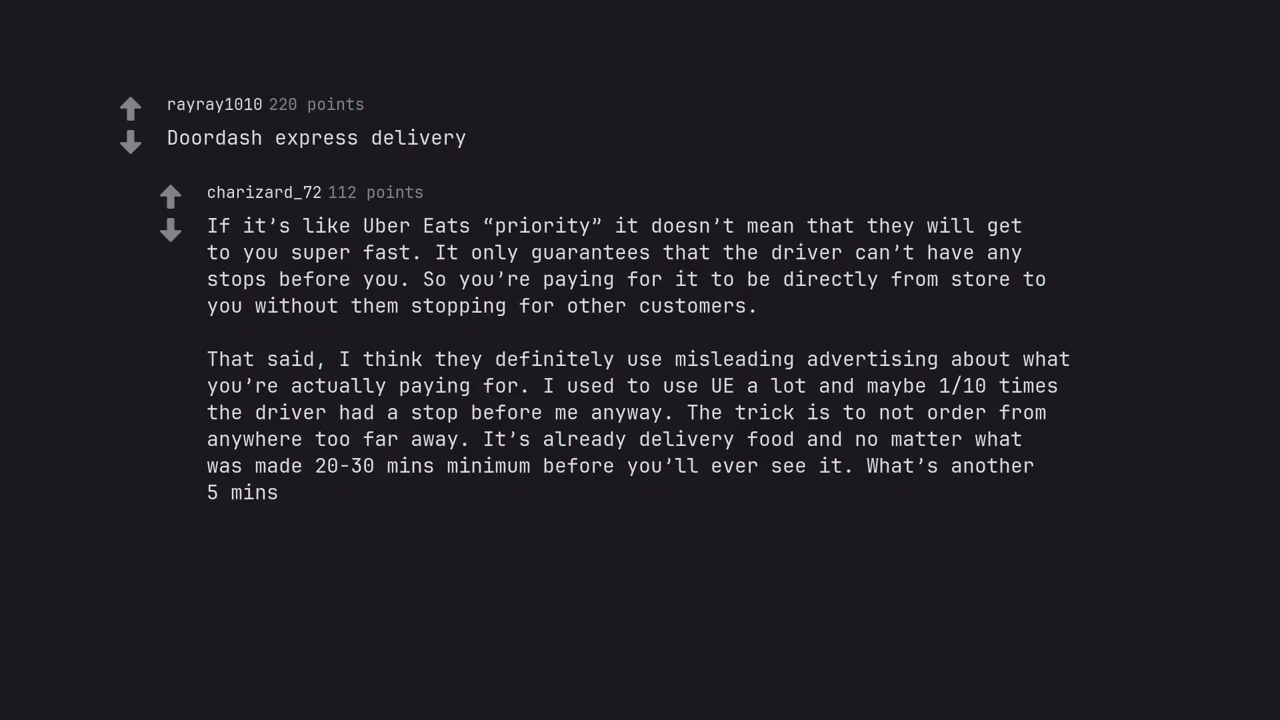 rayray1010 220 points
Doordash express delivery
charizard_72 112 points
If it’s like Uber Eats “priority” it doesn’t mean that they will get
to you super fast. It only guarantees that the driver can’t have any
stops before you. So you’re paying for it to be directly from store to
you without them stopping for other customers.
That said, I think they definitely use misleading advertising about what
you’re actually paying for. I used to use UE a lot and maybe 1/10 times
the driver had a stop before me anyway. The trick is to not order from
anywhere too far away. It’s already delivery food and no matter what
was made 20-30 mins minimum before you’ll ever see it. What’s another
5 mins